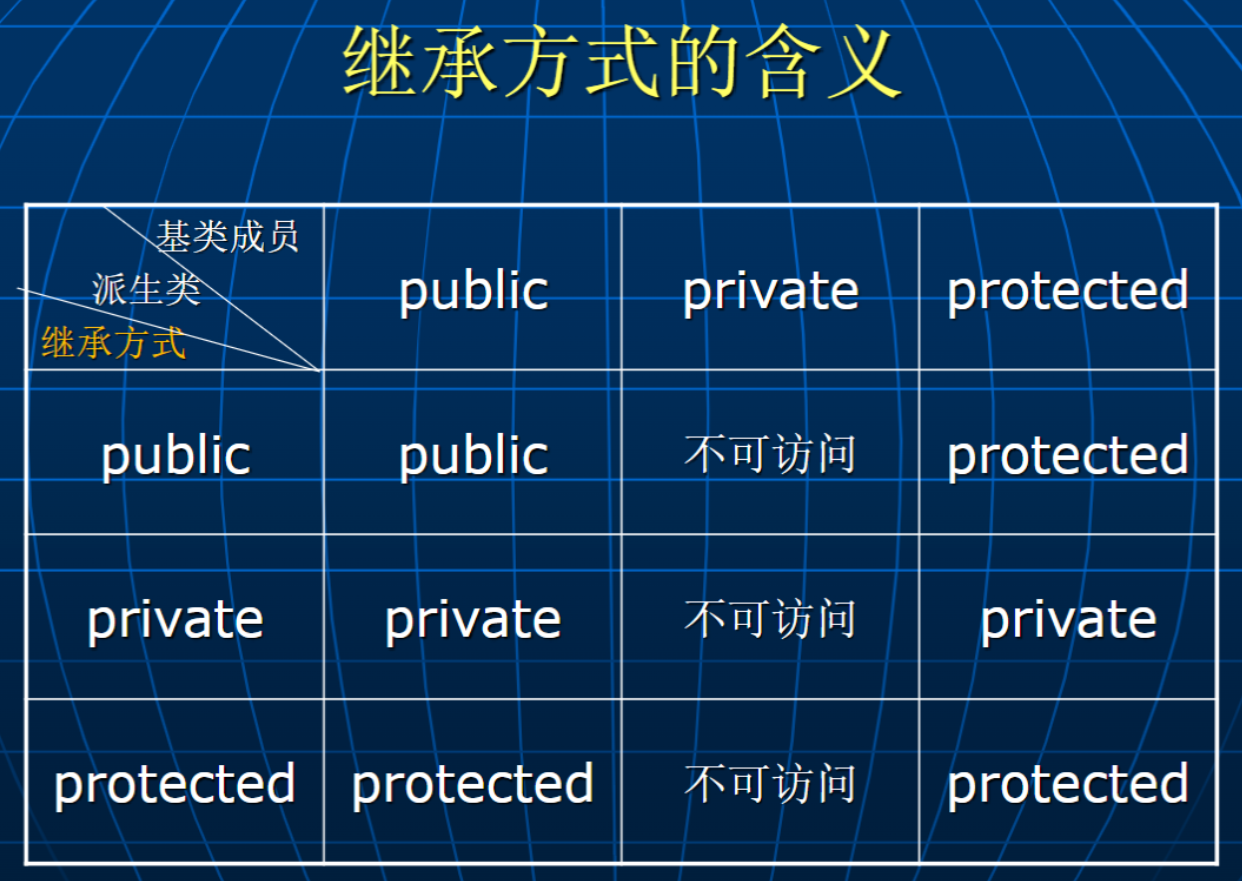 继承方式的含义
基类成员
派生类
继承方式
public private protected
public public 不可访问 protected
private private 不可访问 private
protected protected 不可访问 protected